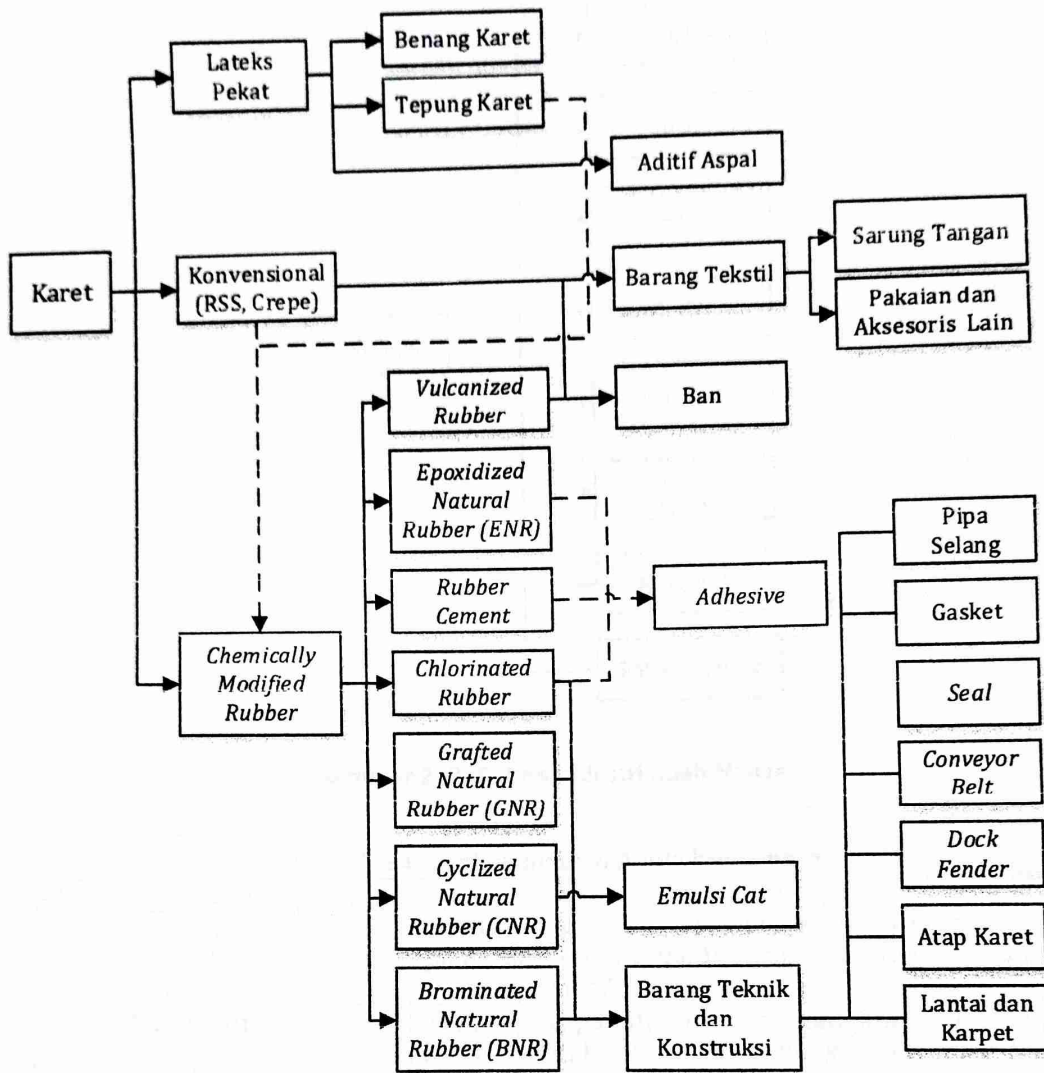 Lateks
Pekat
Benang Karet
Tepung Karet
Aditif Aspal
Karet
Konvensional
(RSS, Crepe)
Barang Tekstil
Sarung Tangan
Pakaian dan
Aksesoris Lain
Vulcanized
Rubber
Ban
Epoxidized
Natural
Rubber (ENR)
Rubber
Cement
Adhesive
Chemically
Modified
Rubber
Chlorinated
Rubber
Grafted
Natural
Rubber (GNR)
Cyclized
Natural
Rubber (CNR)
Emulsi Cat
Brominated
Natural
Rubber (BNR)
Barang Teknik
dan
Konstruksi
Pipa
Selang
Gasket
Seal
Conveyor
Belt
Dock
Fender
Atap Karet
Lantai dan
Karpet